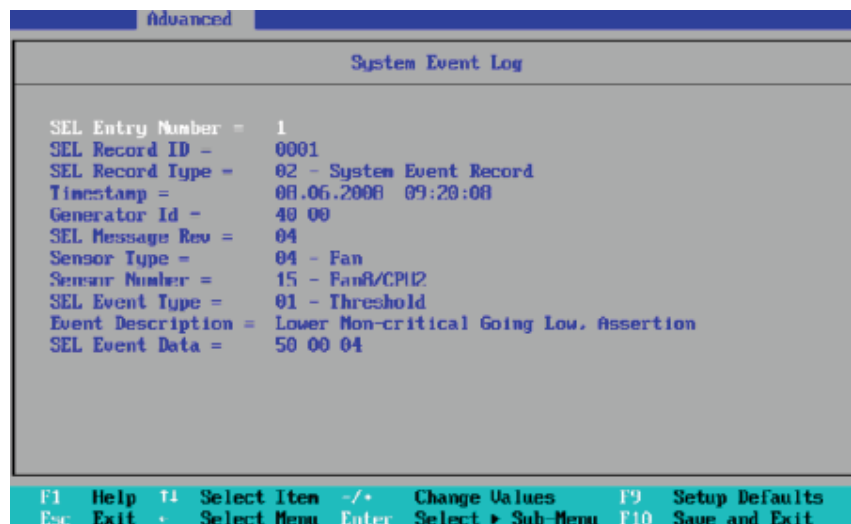 Advanced
System Event Log
SEL Entry Number = 1
SEL Record ID = 0001
SEL Record Type = 02 - System Event Record
Timestamp = 08.06.2008 09:20:08
Generator Id = 40 00
SEL Message Rev = 04
Sensor Type = 04 - Fan
Sensor Number = 15 - Fan8/CPU2
SEL Event Type = 01 - Threshold
Event Description = Lower Non-critical Going Low. Assertion
SEL Event Data = 50 00 04
F1 Help ↑↓ Select Item -/+ Change Values F9 Setup Defaults
Esc Exit ← Select Menu Enter Select ▶ Sub-Menu F10 Save and Exit